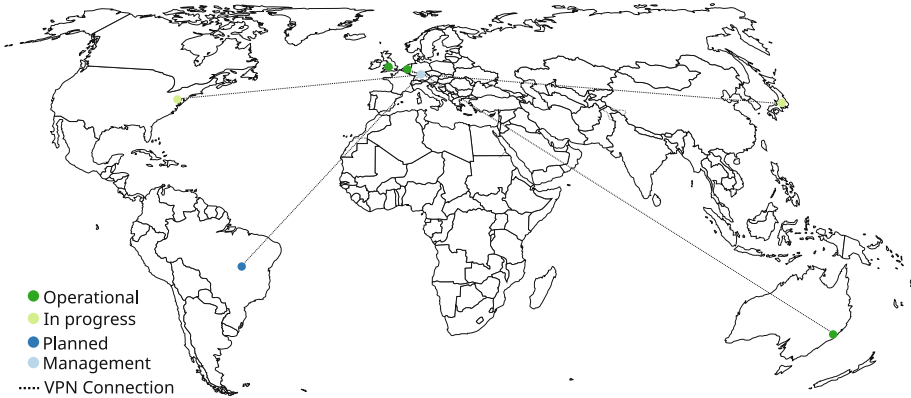 Operational
In progress
Planned
Management
VPN Connection